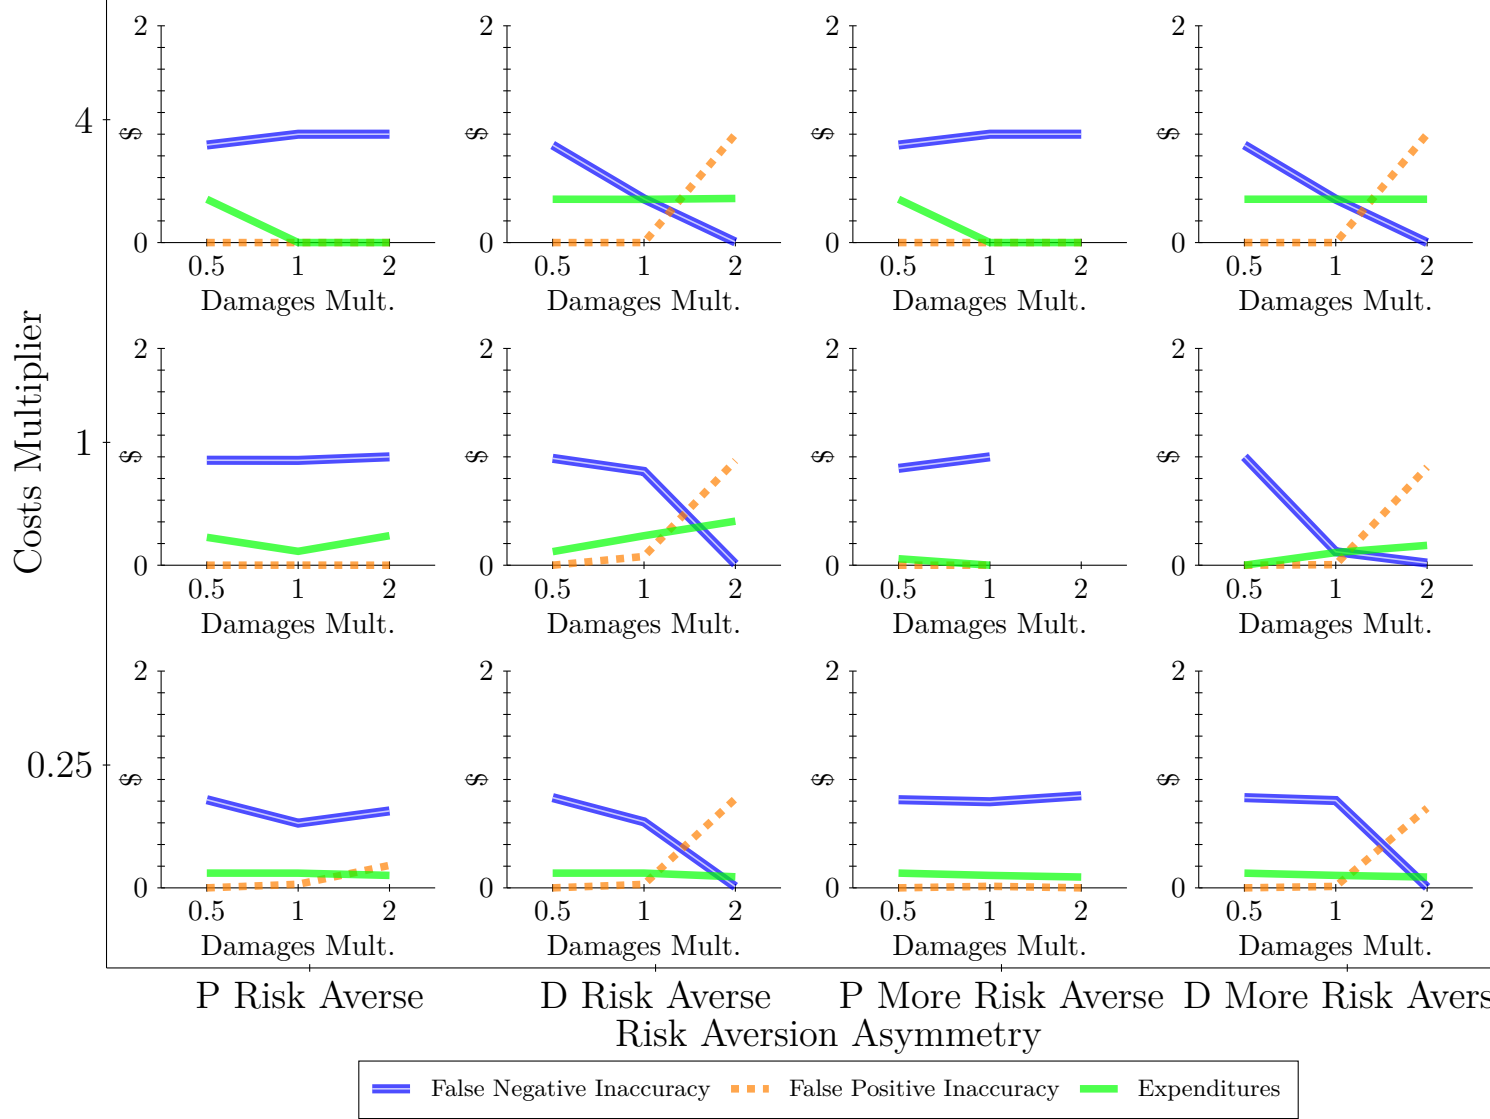 Costs Multiplier
4
2
$
0
0.5 1 2
Damages Mult.
2
$
0
0.5 1 2
Damages Mult.
2
$
0
0.5 1 2
Damages Mult.
2
$
0
0.5 1 2
Damages Mult.
1
2
$
0
0.5 1 2
Damages Mult.
2
$
0
0.5 1 2
Damages Mult.
2
$
0
0.5 1 2
Damages Mult.
2
$
0
0.5 1 2
Damages Mult.
0.25
2
$
0
0.5 1 2
Damages Mult.
2
$
0
0.5 1 2
Damages Mult.
2
$
0
0.5 1 2
Damages Mult.
2
$
0
0.5 1 2
Damages Mult.
P Risk Averse D Risk Averse P More Risk Averse D More Risk Avers
Risk Aversion Asymmetry
False Negative Inaccuracy False Positive Inaccuracy Expenditures